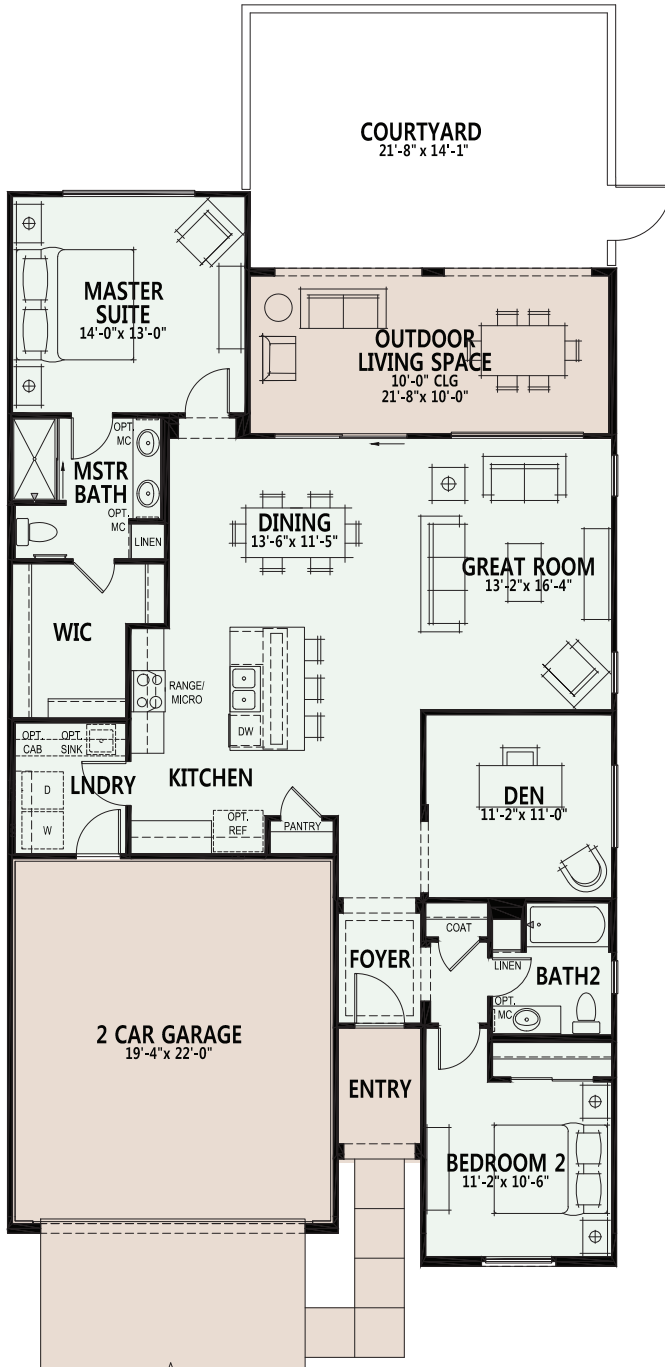 COURTYARD
21'-8" x 14'-1"
MASTER
SUITE
14'-0"x 13'-0"
OUTDOOR
LIVING SPACE
10'-0" CLG
21'-8"x 10'-0"
OPT.
MC
MSTR
BATH
OPT.
MC
LINEN
DINING
13'-6"x 11'-5"
GREAT ROOM
13'-2"x 16'-4"
WIC
RANGE/
MICRO
DW
OPT.
CAB
OPT.
SINK
D
W
LNDRY
KITCHEN
OPT.
REF
PANTRY
DEN
11'-2"x 11'-0"
COAT
FOYER
LINEN
BATH2
OPT.
MC
2 CAR GARAGE
19'-4"x 22'-0"
ENTRY
BEDROOM 2
11'-2"x 10'-6"